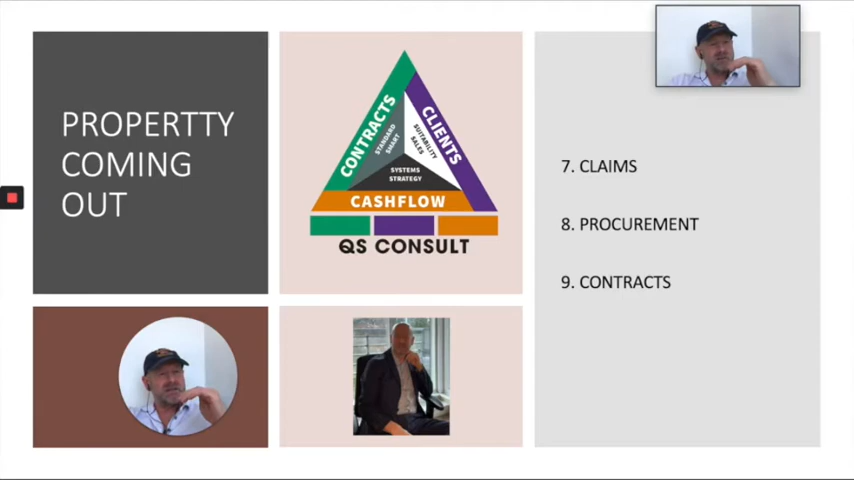 PROPERTTY
COMING
OUT
CONTRACTS
STANDARD
SMART
CLIENTS
SUITABILITY
SALES
SYSTEMS
STRATEGY
CASHFLOW
QS CONSULT
7. CLAIMS
8. PROCUREMENT
9. CONTRACTS